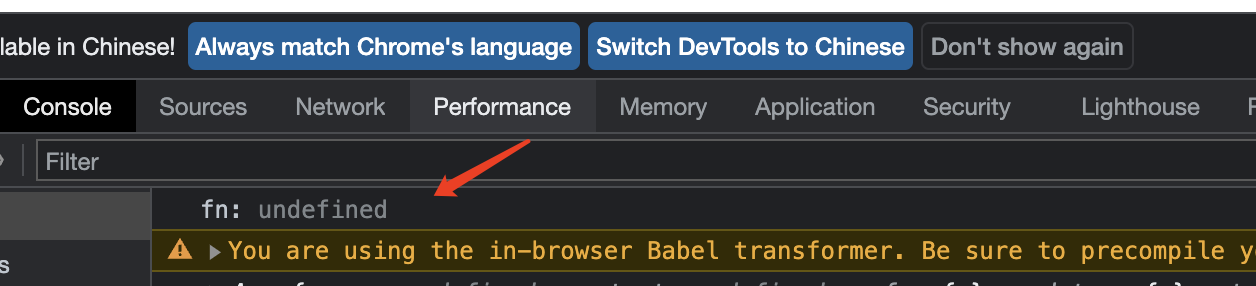 lable in Chinese! Always match Chrome's language Switch DevTools to Chinese Don't show again
Console Sources Network Performance Memory Application Security Lighthouse
Filter
fn: undefined
You are using the in-browser Babel transformer. Be sure to precompile